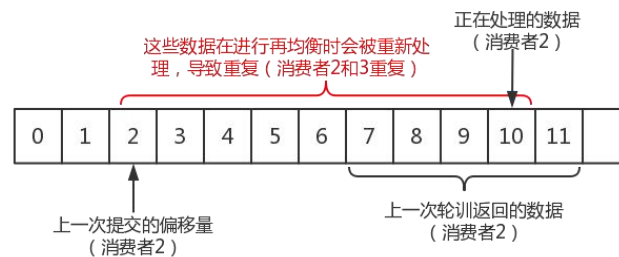 正在处理的数据
（消费者2）
这些数据在进行再均衡时会被重新处
理，导致重复（消费者2和3重复）
0 1 2 3 4 5 6 7 8 9 10 11
上一次提交的偏移量
（消费者2）
上一次轮训返回的数据
（消费者2）